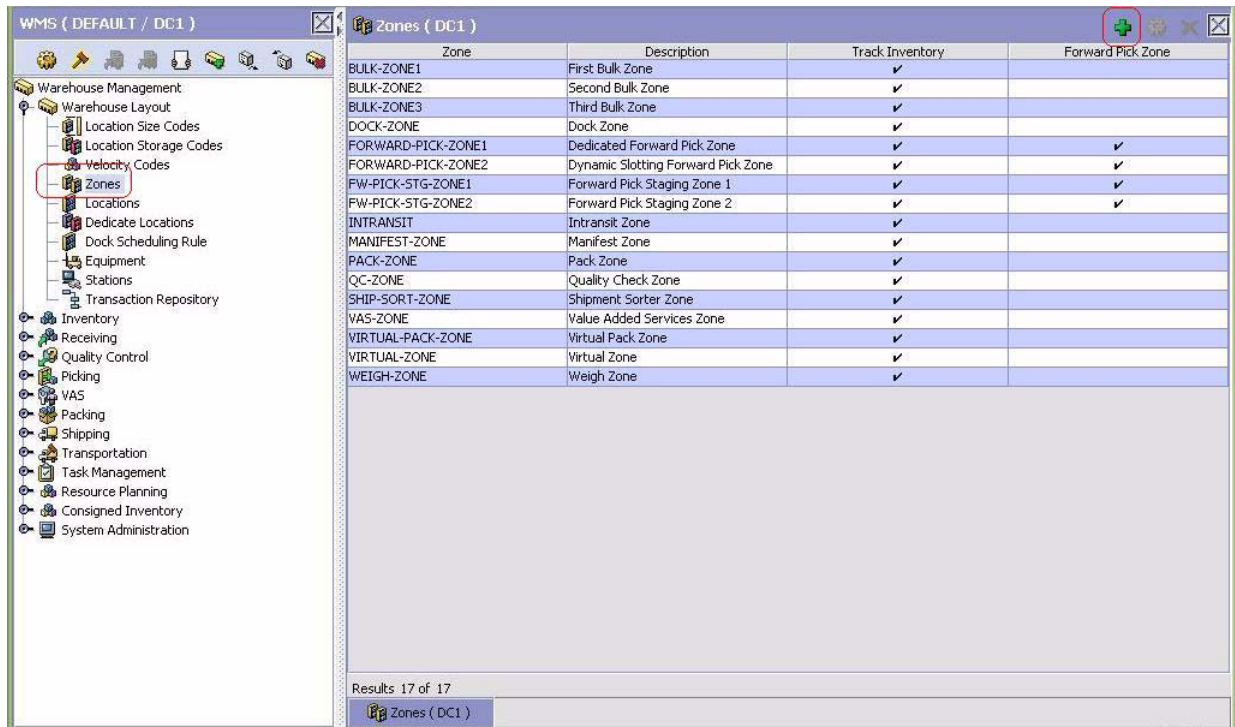 WMS ( DEFAULT / DC1 )
Warehouse Management
Warehouse Layout
Location Size Codes
Location Storage Codes
Velocity Codes
Zones
Locations
Dedicate Locations
Dock Scheduling Rule
Equipment
Stations
Transaction Repository
Inventory
Receiving
Quality Control
Picking
VAS
Packing
Shipping
Transportation
Task Management
Resource Planning
Consigned Inventory
System Administration
Zones ( DC1 )
Zone Description Track Inventory Forward Pick Zone
BULK-ZONE1 First Bulk Zone ✔
BULK-ZONE2 Second Bulk Zone ✔
BULK-ZONE3 Third Bulk Zone ✔
DOCK-ZONE Dock Zone ✔
FORWARD-PICK-ZONE1 Dedicated Forward Pick Zone ✔ ✔
FORWARD-PICK-ZONE2 Dynamic Slotting Forward Pick Zone ✔ ✔
FW-PICK-STG-ZONE1 Forward Pick Staging Zone 1 ✔ ✔
FW-PICK-STG-ZONE2 Forward Pick Staging Zone 2 ✔ ✔
INTRANSIT Intransit Zone ✔
MANIFEST-ZONE Manifest Zone ✔
PACK-ZONE Pack Zone ✔
QC-ZONE Quality Check Zone ✔
SHIP-SORT-ZONE Shipment Sorter Zone ✔
VAS-ZONE Value Added Services Zone ✔
VIRTUAL-PACK-ZONE Virtual Pack Zone ✔
VIRTUAL-ZONE Virtual Zone ✔
WEIGH-ZONE Weigh Zone ✔
Results 17 of 17
Zones ( DC1 )